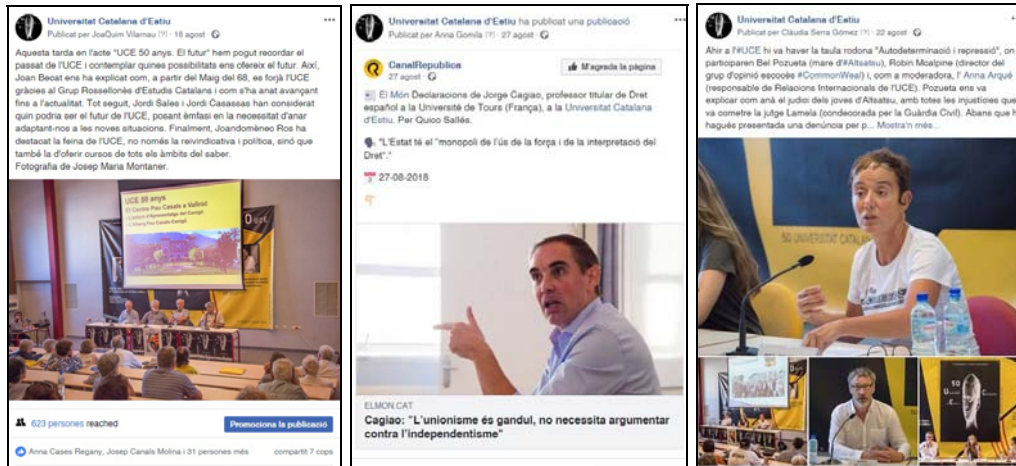 Universitat Catalana d'Estiu
Publicat per JoaQuim Vilarnau [?] · 18 agost ·
Aquesta tarda en l'acte "UCE 50 anys. El futur" hem pogut recordar el
passat de l'UCE i contemplar quines possibilitats ens ofereix el futur. Així,
Joan Becat ens ha explicat com, a partir del Maig del 68, es forjà l'UCE
gràcies al Grup Rossellonès d'Estudis Catalans i com s'ha anat avançant
fins a l'actualitat. Tot seguit, Jordi Sales i Jordi Casassas han considerat
quin podria ser el futur de l'UCE, posant èmfasi en la necessitat d'anar
adaptant-nos a les noves situacions. Finalment, Joandomènec Ros ha
destacat la feina de l'UCE, no només la reivindicativa i política, sinó que
també la d'oferir cursos de tots els àmbits del saber.
Fotografia de Josep Maria Montaner.
UCE 50 anys
El Centre Pau Casals a Vallroc
623 persones reached
Promociona la publicació
Anna Cases Regany, Josep Canals Molina i 31 persones més
compartit 7 cops
Universitat Catalana d'Estiu ha publicat una publicació
Publicat per Anna Gomila [?] · 27 agost ·
CanalRepublica
27 agost ·
M'agrada la pàgina
El Món Declaracions de Jorge Cagiao, professor titular de Dret
español a la Université de Tours (França), a la Universitat Catalana
d'Estiu. Per Quico Sallés.
"L'Estat té el "monopoli de l'ús de la força i de la interpretació del
Dret"."
27-08-2018
ELMON.CAT
Cagiao: "L'unionisme és gandul, no necessita argumentar
contra l'independentisme"
Universitat Catalana d'Estiu
Publicat per Clàudia Serra Gómez [?] · 22 agost ·
Ahir a l'#UCE hi va haver la taula rodona "Autodeterminació i repressió", on
participaren Bel Pozueta (mare d'#Altsatsu), Robin Mcalpine (director del
grup d'opinió escocès #CommonWeal) i, com a moderadora, l' Anna Arqué
(responsable de Relacions Internacionals de l'UCE). Pozueta ens va
explicar com anà el judici dels joves d'Altsatsu, amb totes les injustícies que
va cometre la jutge Lamela (condecorada per la Guàrdia Civil). Abans que h
hagués presentada una denúncia per p... Mostra'n més...
50 UNIVERSITAT CATALA